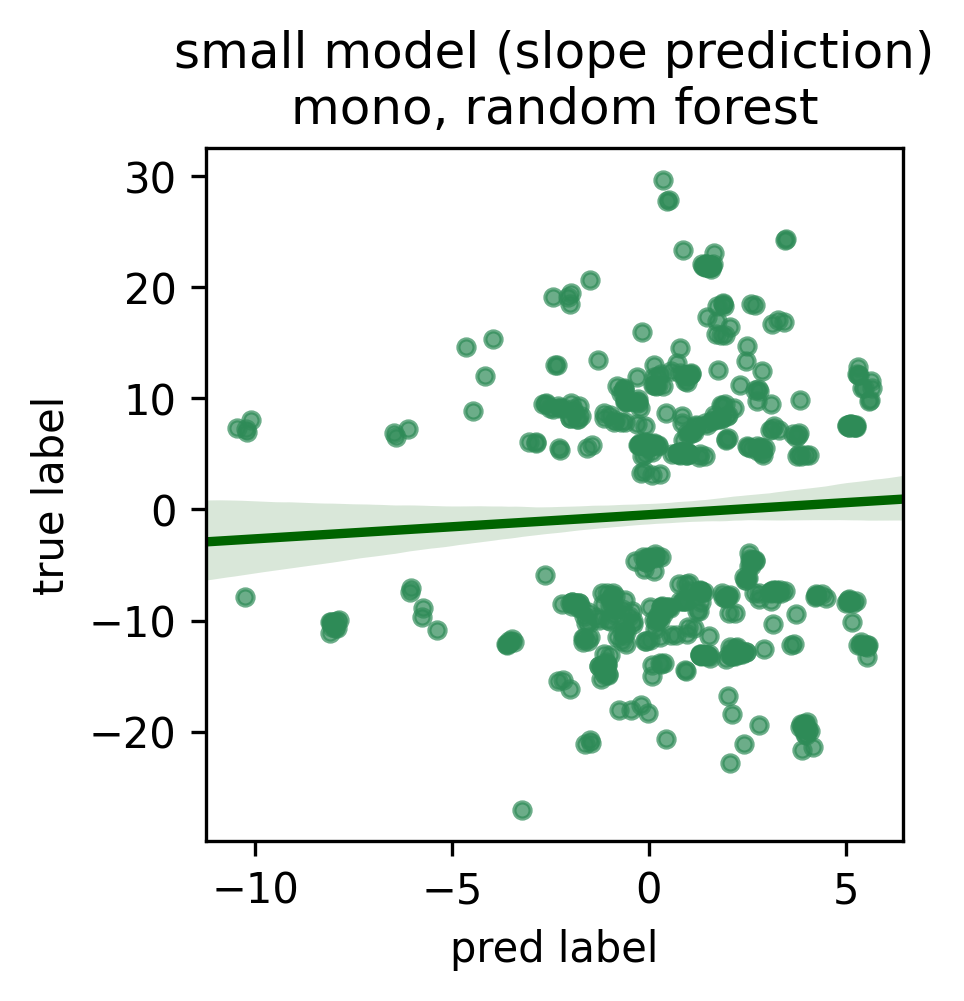 small model (slope prediction)
mono, random forest
30
20
10
0
−10
−20
true label
−10
−5
0
5
pred label